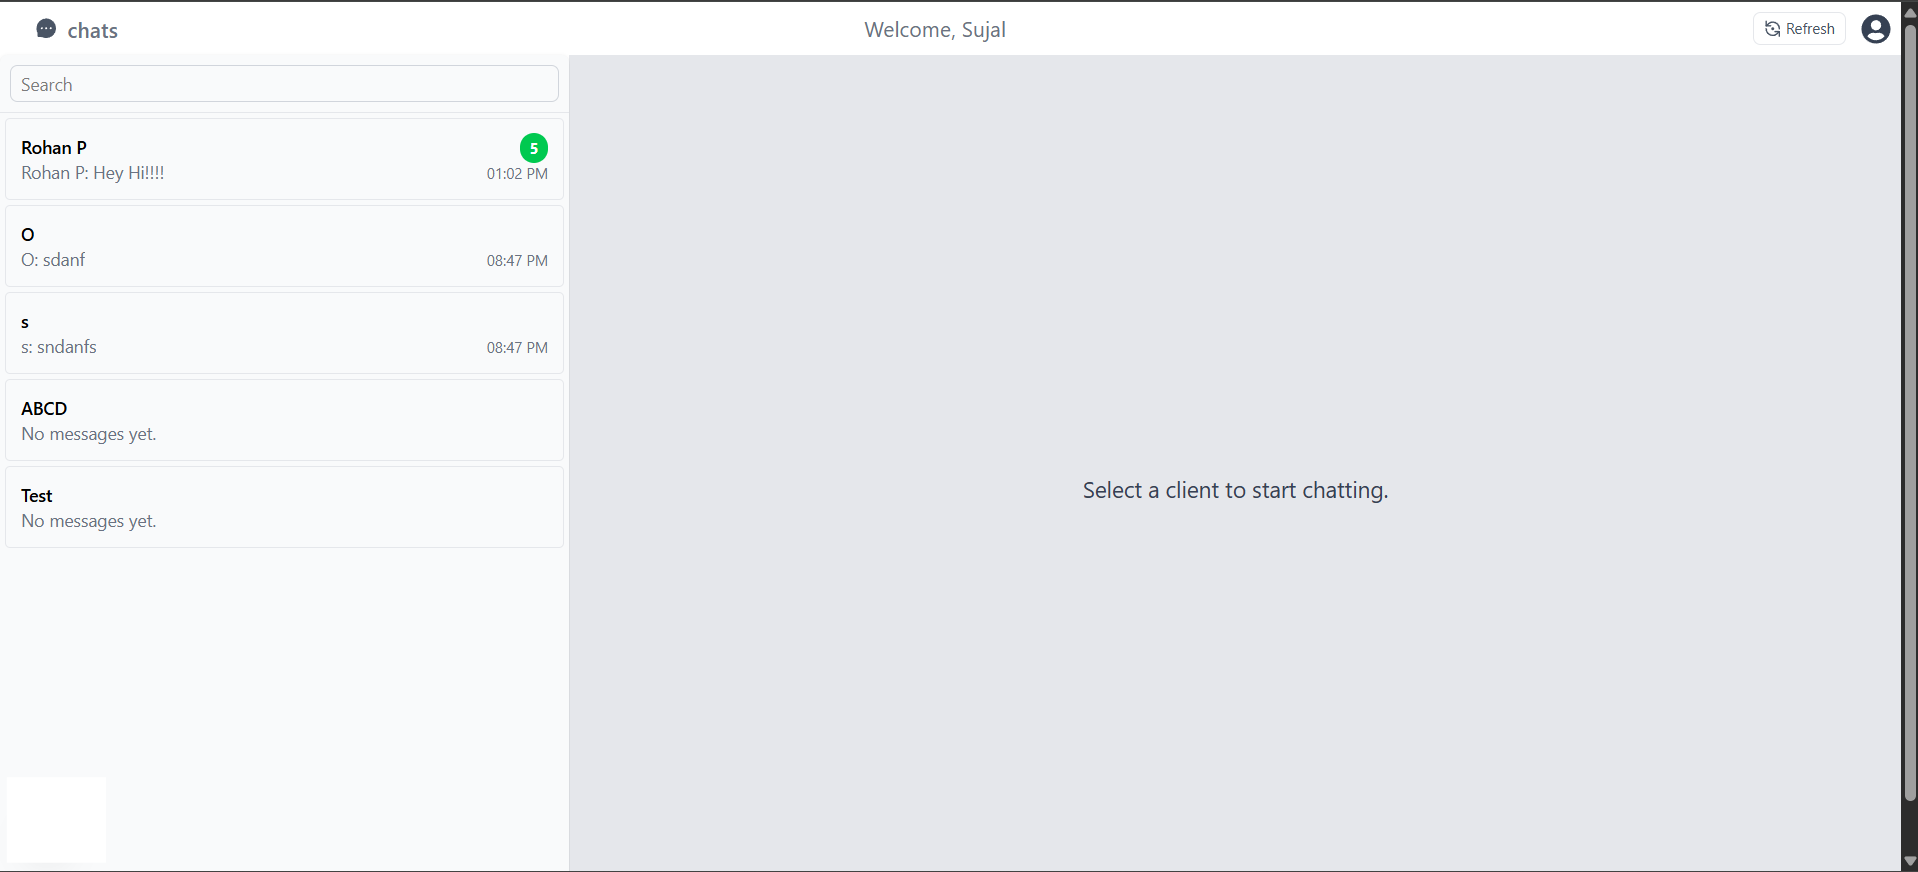 chats
Welcome, Sujal
Refresh
Search
Rohan P
5
Rohan P: Hey Hi!!!!
01:02 PM
O
O: sdanf
08:47 PM
s
s: sndanfs
08:47 PM
ABCD
No messages yet.
Test
No messages yet.
Select a client to start chatting.